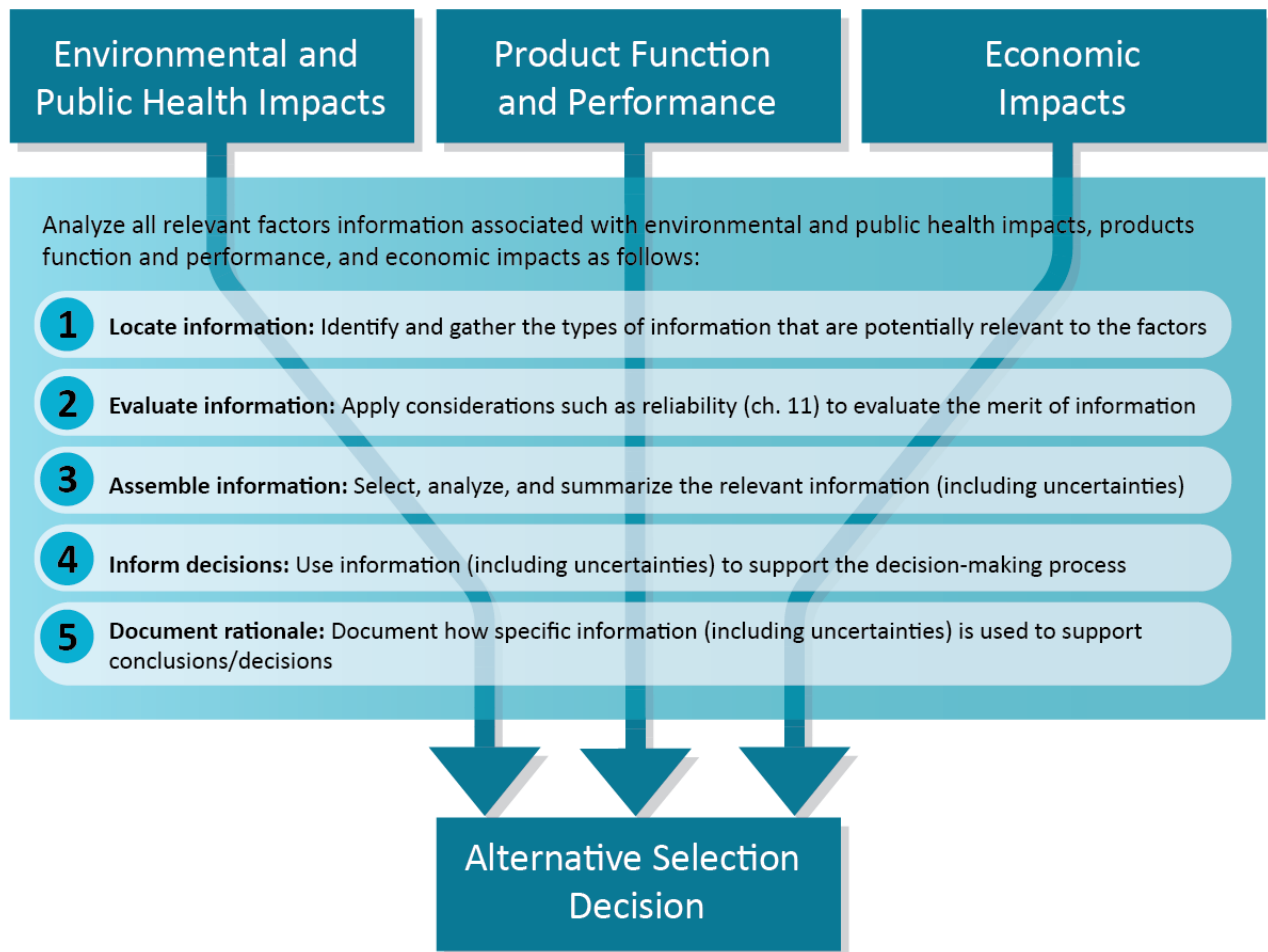 Environmental and
Public Health Impacts
Product Function
and Performance
Economic
Impacts
Analyze all relevant factors information associated with environmental and public health impacts, products
function and performance, and economic impacts as follows:
1 Locate information: Identify and gather the types of information that are potentially relevant to the factors
2 Evaluate information: Apply considerations such as reliability (ch. 11) to evaluate the merit of information
3 Assemble information: Select, analyze, and summarize the relevant information (including uncertainties)
4 Inform decisions: Use information (including uncertainties) to support the decision-making process
5 Document rationale: Document how specific information (including uncertainties) is used to support
conclusions/decisions
Alternative Selection
Decision